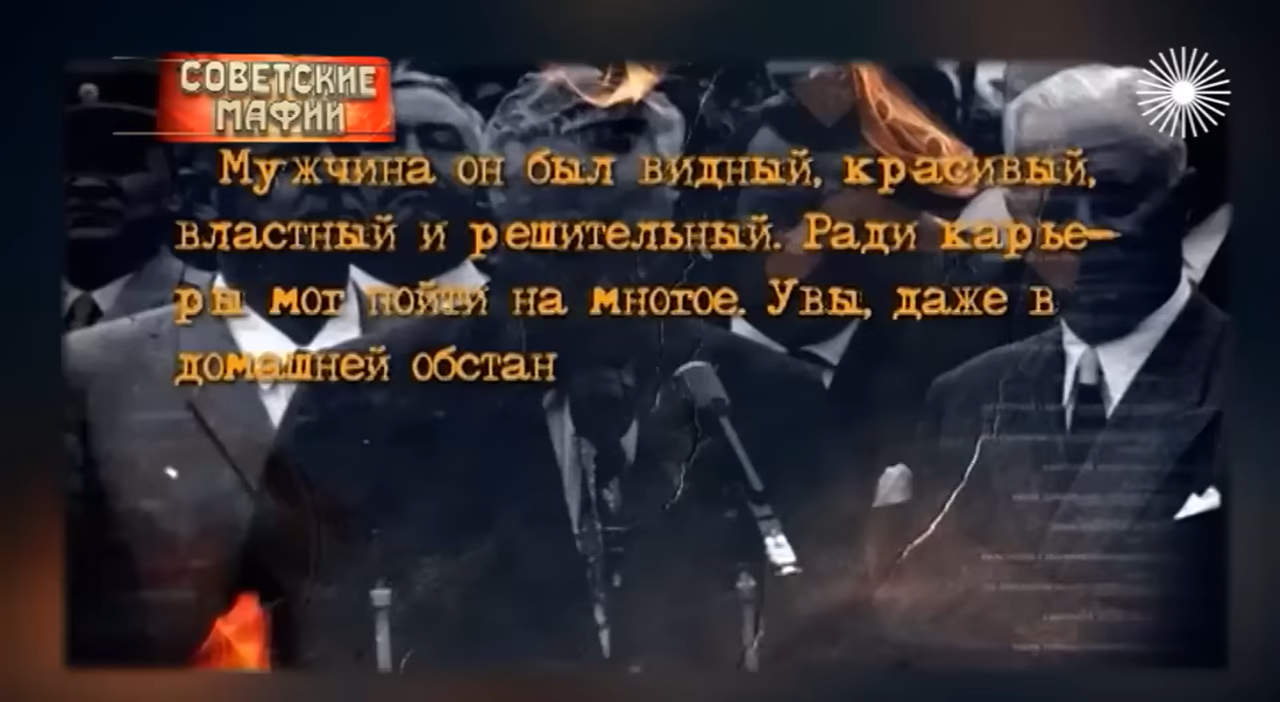 СОВЕТСКИЕ
МАФИИ
Мужчина он был видный, красивый,
властный и решительный. Ради карье-
ры мог пойти на многое. Увы, даже в
домашней обстан